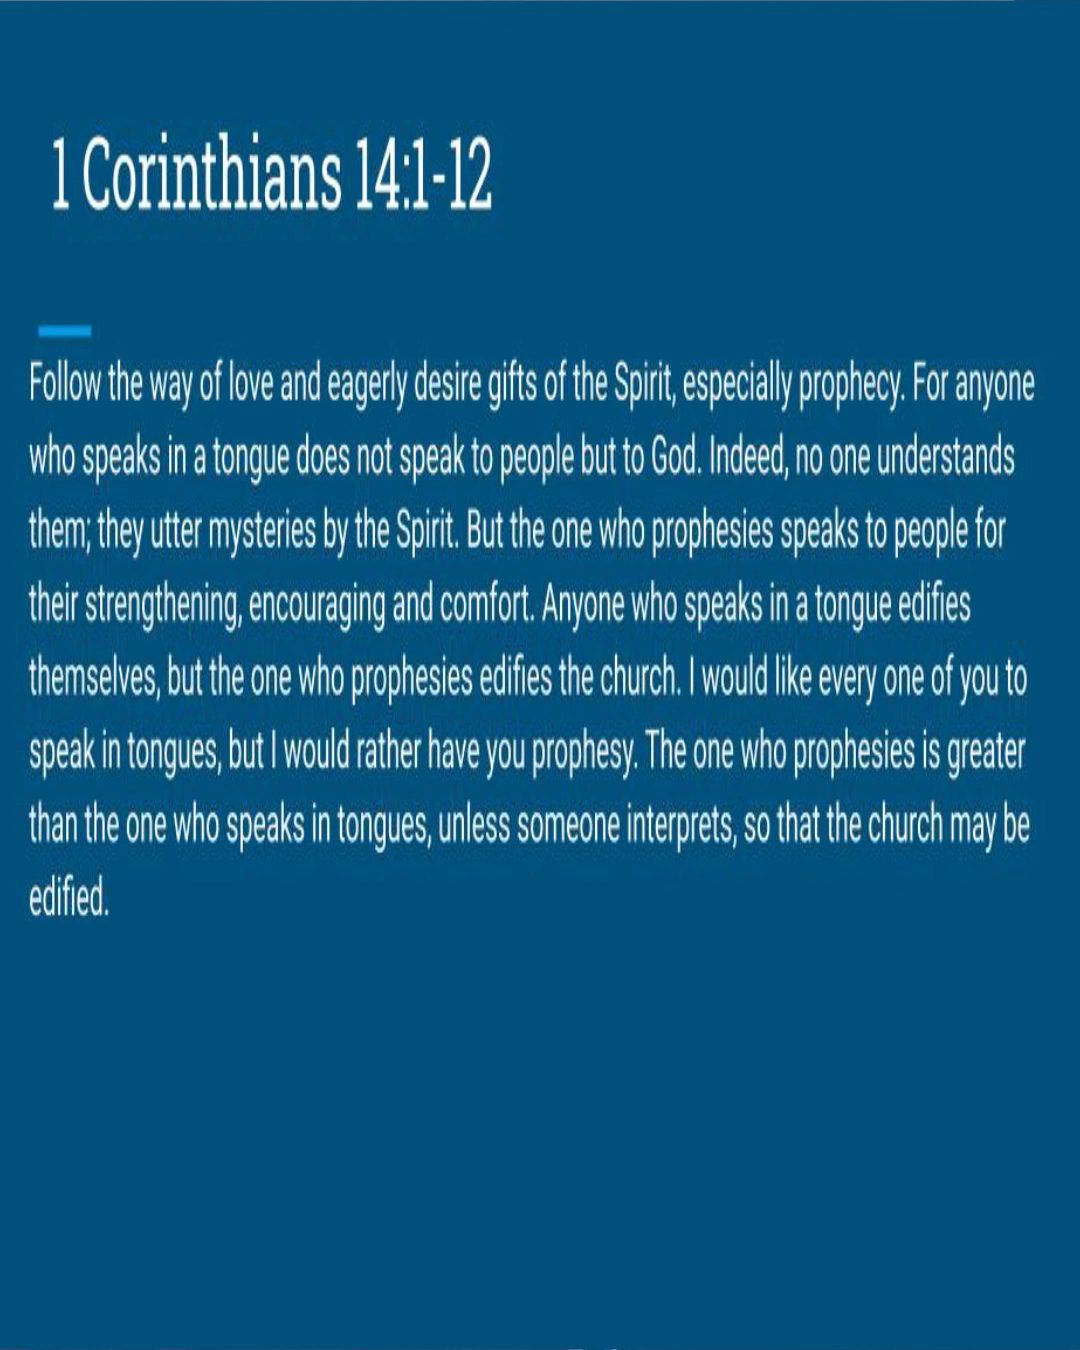 1 Corinthians 14:1-12
Follow the way of love and eagerly desire gifts of the Spirit, especially prophecy. For anyone
who speaks in a tongue does not speak to people but to God. Indeed, no one understands
them; they utter mysteries by the Spirit. But the one who prophesies speaks to people for
their strengthening, encouraging and comfort. Anyone who speaks in a tongue edifies
themselves, but the one who prophesies edifies the church. I would like every one of you to
speak in tongues, but I would rather have you prophesy. The one who prophesies is greater
than the one who speaks in tongues, unless someone interprets, so that the church may be
edified.